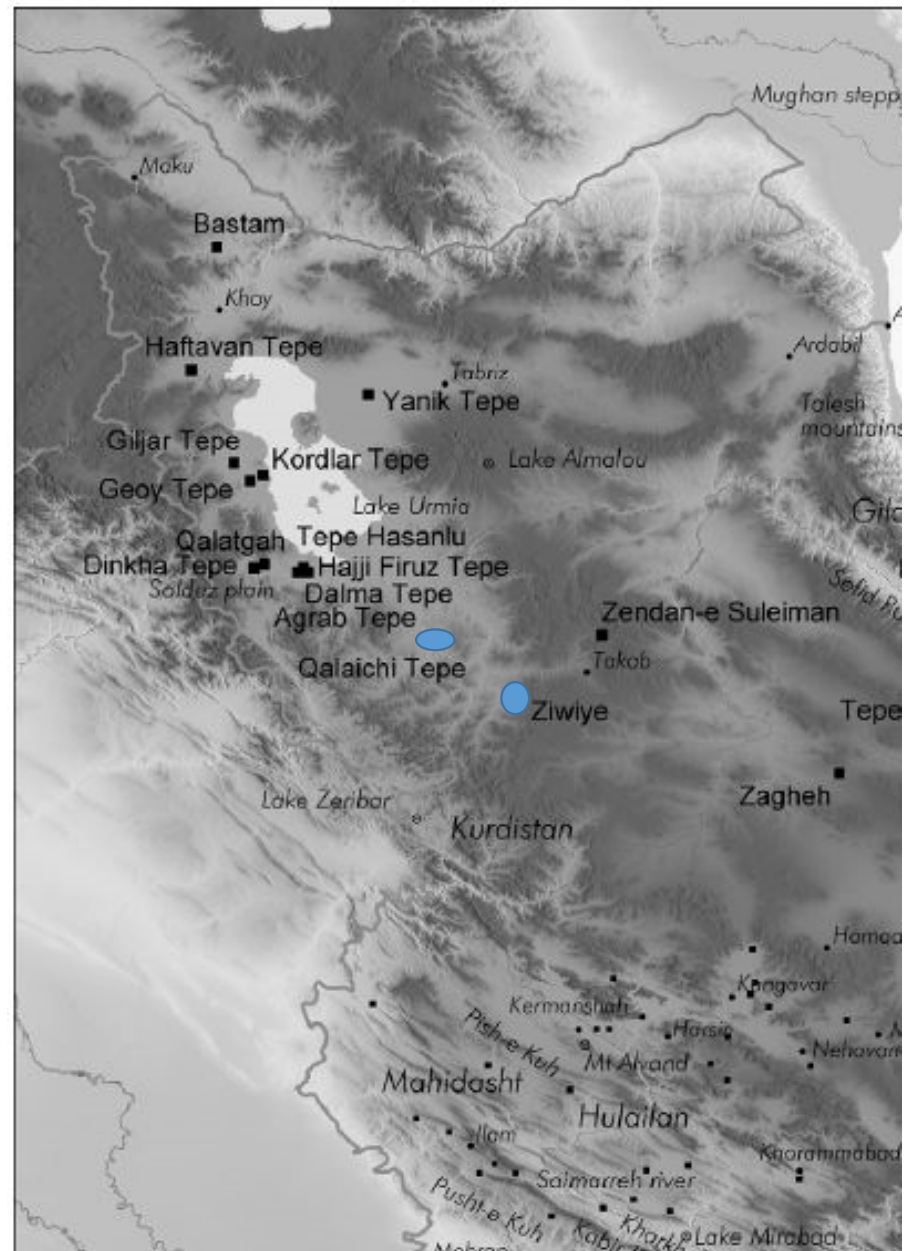 Mughan
Maku
Bastam
Khoy
Haftavan Tepe
Ardabil
Tabriz
Yanik Tepe
Talesh
mountains
Giljar Tepe
Kordlar Tepe
Lake Almalou
Geoy Tepe
Lake Urmia
Qalatgah
Tepe Hasanlu
Dinkha Tepe
Hajji Firuz Tepe
Solduz plain
Dalma Tepe
Agrab Tepe
Zendan-e Suleiman
Qalaichi Tepe
Takab
Ziwiye
Tepe
Lake Zeribar
Zagheh
Kurdistan
Kangavar
Kermanshah
Harsin
Pish-e Kuh
Mt Alvand
Mahidasht
Hulailan
Ilam
Khorammabad
Saimarreh river
Pusht-e Kuh
Lake Mirabad